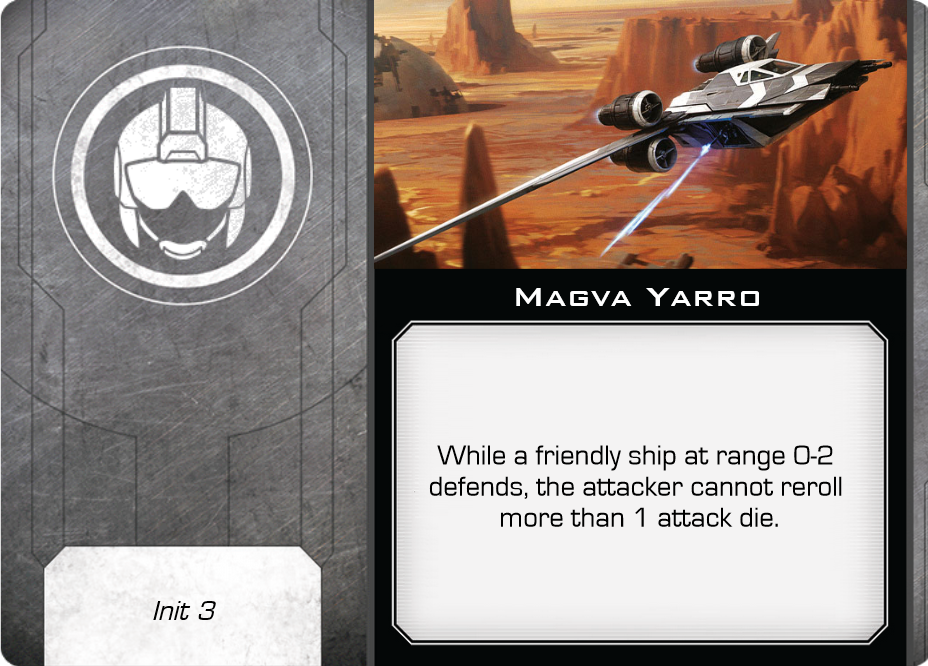 Magva Yarro
While a friendly ship at range 0-2
defends, the attacker cannot reroll
more than 1 attack die.
Init 3